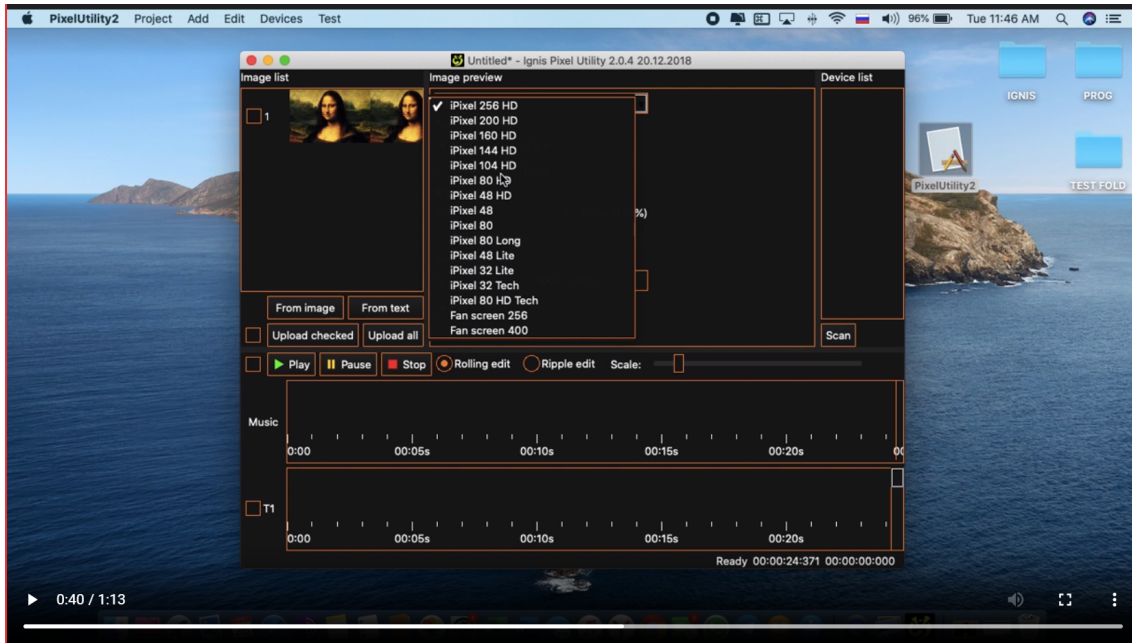 PixelUtility2 Project Add Edit Devices Test
96% Tue 11:46 AM
Untitled* - Ignis Pixel Utility 2.0.4 20.12.2018
Image list
Image preview
Device list
1
iPixel 256 HD
iPixel 200 HD
iPixel 160 HD
iPixel 144 HD
iPixel 104 HD
iPixel 80 HD
iPixel 48 HD
iPixel 48
iPixel 80
iPixel 80 Long
iPixel 48 Lite
iPixel 32 Lite
iPixel 32 Tech
iPixel 80 HD Tech
Fan screen 256
Fan screen 400
%)
IGNIS
PROG
PixelUtility2
TEST FOLD
From image From text
Upload checked Upload all
Scan
Play Pause Stop Rolling edit Ripple edit Scale:
Music
0:00 00:05s 00:10s 00:15s 00:20s 00
T1
0:00 00:05s 00:10s 00:15s 00:20s
Ready 00:00:24:371 00:00:00:000
0:40 / 1:13